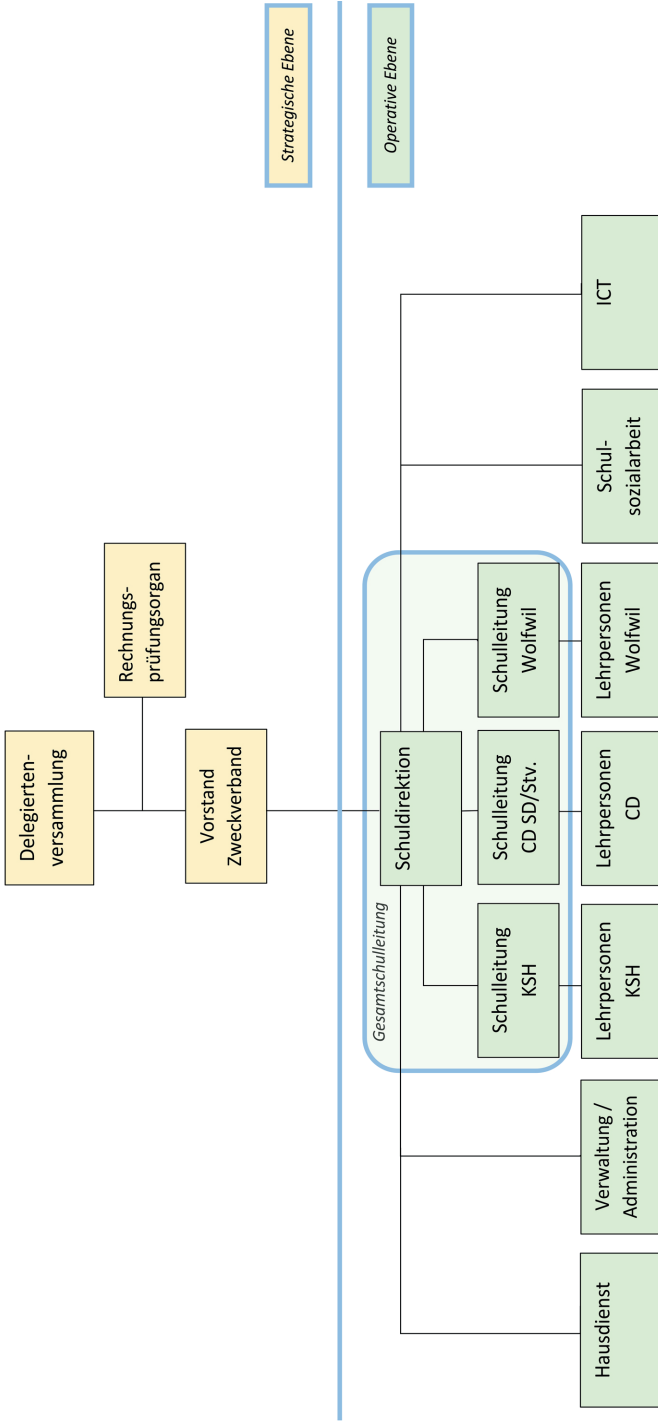 Delegierten-
versammlung
Rechnungs-
prüfungsorgan
Vorstand
Zweckverband
Strategische Ebene
Operative Ebene
Gesamtschulleitung
Schuldirektion
Schulleitung
KSH
Schulleitung
CD SD/Stv.
Schulleitung
Wolfwil
Hausdienst
Verwaltung /
Administration
Lehrpersonen
KSH
Lehrpersonen
CD
Lehrpersonen
Wolfwil
Schul-
sozialarbeit
ICT